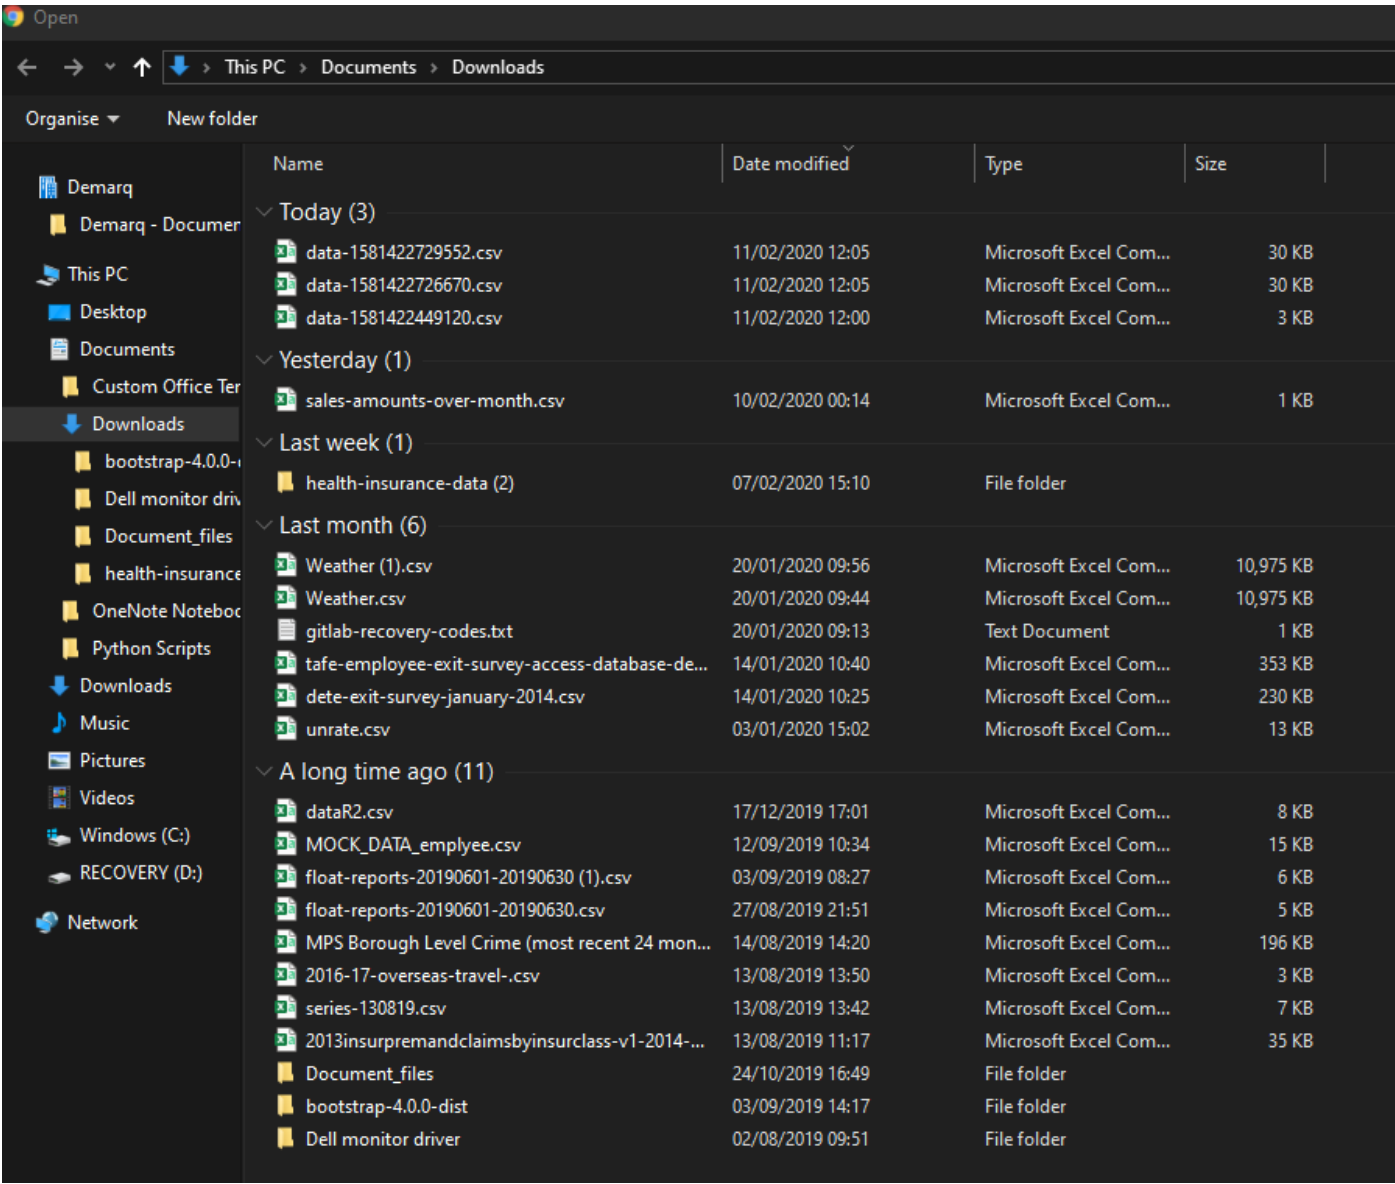 Open
This PC > Documents > Downloads
Organise New folder
Name Date modified Type Size
Demarq
Demarq - Documen
This PC
Desktop
Documents
Custom Office Ter
Downloads
bootstrap-4.0.0-
Dell monitor driv
Document_files
health-insurance
OneNote Noteboo
Python Scripts
Downloads
Music
Pictures
Videos
Windows (C:)
RECOVERY (D:)
Network
Today (3)
data-1581422729552.csv 11/02/2020 12:05 Microsoft Excel Com... 30 KB
data-1581422726670.csv 11/02/2020 12:05 Microsoft Excel Com... 30 KB
data-1581422449120.csv 11/02/2020 12:00 Microsoft Excel Com... 3 KB
Yesterday (1)
sales-amounts-over-month.csv 10/02/2020 00:14 Microsoft Excel Com... 1 KB
Last week (1)
health-insurance-data (2) 07/02/2020 15:10 File folder
Last month (6)
Weather (1).csv 20/01/2020 09:56 Microsoft Excel Com... 10,975 KB
Weather.csv 20/01/2020 09:44 Microsoft Excel Com... 10,975 KB
gitlab-recovery-codes.txt 20/01/2020 09:13 Text Document 1 KB
tafe-employee-exit-survey-access-database-de... 14/01/2020 10:40 Microsoft Excel Com... 353 KB
dete-exit-survey-january-2014.csv 14/01/2020 10:25 Microsoft Excel Com... 230 KB
unrate.csv 03/01/2020 15:02 Microsoft Excel Com... 13 KB
A long time ago (11)
dataR2.csv 17/12/2019 17:01 Microsoft Excel Com... 8 KB
MOCK_DATA_emplyee.csv 12/09/2019 10:34 Microsoft Excel Com... 15 KB
float-reports-20190601-20190630 (1).csv 03/09/2019 08:27 Microsoft Excel Com... 6 KB
float-reports-20190601-20190630.csv 27/08/2019 21:51 Microsoft Excel Com... 5 KB
MPS Borough Level Crime (most recent 24 mon... 14/08/2019 14:20 Microsoft Excel Com... 196 KB
2016-17-overseas-travel-.csv 13/08/2019 13:50 Microsoft Excel Com... 3 KB
series-130819.csv 13/08/2019 13:42 Microsoft Excel Com... 7 KB
2013insurpremandclaimsbyinsurclass-v1-2014-... 13/08/2019 11:17 Microsoft Excel Com... 35 KB
Document_files 24/10/2019 16:49 File folder
bootstrap-4.0.0-dist 03/09/2019 14:17 File folder
Dell monitor driver 02/08/2019 09:51 File folder